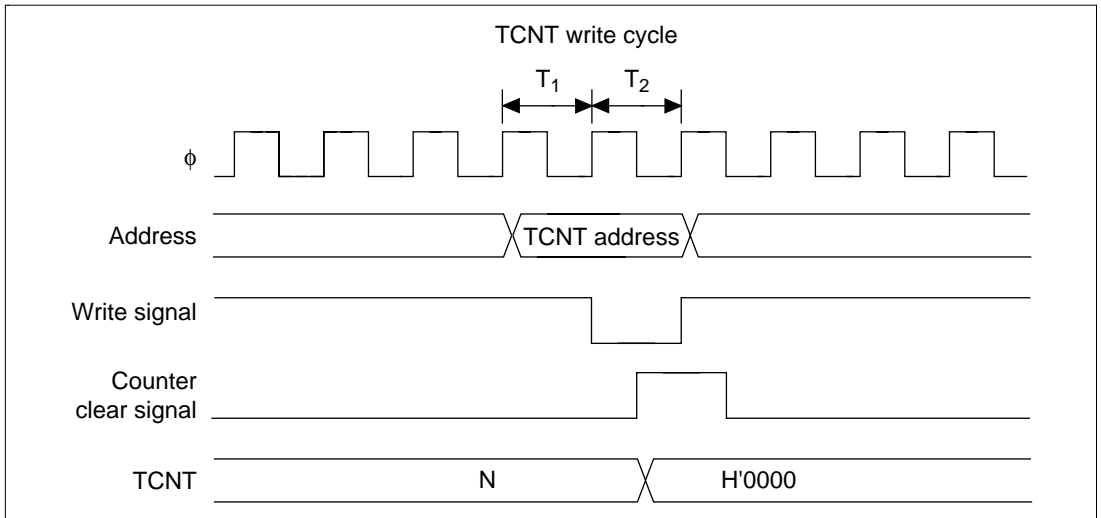 TCNT write cycle
T1 T2
ϕ
Address
TCNT address
Write signal
Counter
clear signal
TCNT
N
H'0000